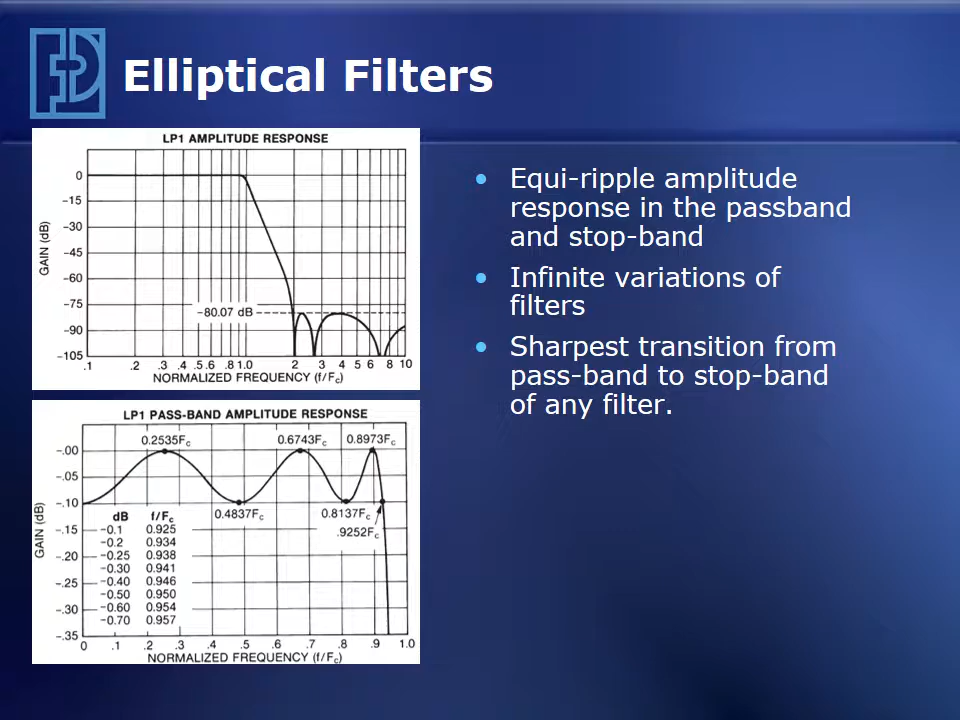 Elliptical Filters
LP1 AMPLITUDE RESPONSE
GAIN (dB)
0
-15
-30
-45
-60
-75
-90
-105
-80.07 dB
.1 .2 .3 .4 .5 .6 .8 1.0 2 3 4 5 6 8 10
NORMALIZED FREQUENCY (f/Fc)
LP1 PASS-BAND AMPLITUDE RESPONSE
GAIN (dB)
-.00
-.05
-.10
-.15
-.20
-.25
-.30
-.35
0.2535Fc 0.6743Fc 0.8973Fc
0.4837Fc 0.8137Fc
.9252Fc
dB f/Fc
-0.1 0.925
-0.2 0.934
-0.25 0.938
-0.30 0.941
-0.40 0.946
-0.50 0.950
-0.60 0.954
-0.70 0.957
0 .1 .2 .3 .4 .5 .6 .7 .8 .9 1.0
NORMALIZED FREQUENCY (f/Fc)
• Equi-ripple amplitude
response in the passband
and stop-band
• Infinite variations of
filters
• Sharpest transition from
pass-band to stop-band
of any filter.